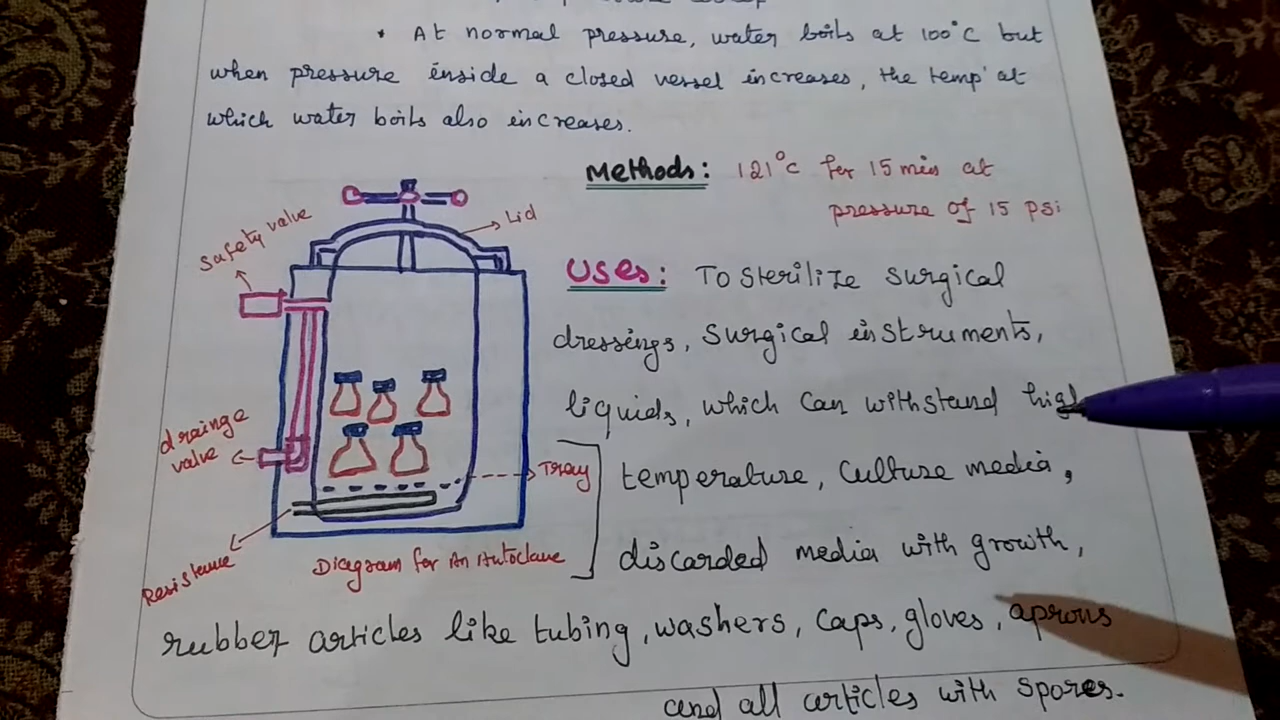 * At normal pressure, water boils at 100°C but
when pressure inside a closed vessel increases, the temp' at
which water boils also increases.
Methods: 121°c for 15 min at
pressure of 15 psi
Safety valve
Lid
Uses: To sterilize surgical
dressings, surgical instruments,
liquids, which can withstand high
drainge
valve
Tray
temperature, Culture media,
Resistance
Diagram for An Autoclave
discarded media with growth,
rubber articles like tubing, washers, caps, gloves, aprons
and all articles with spores.